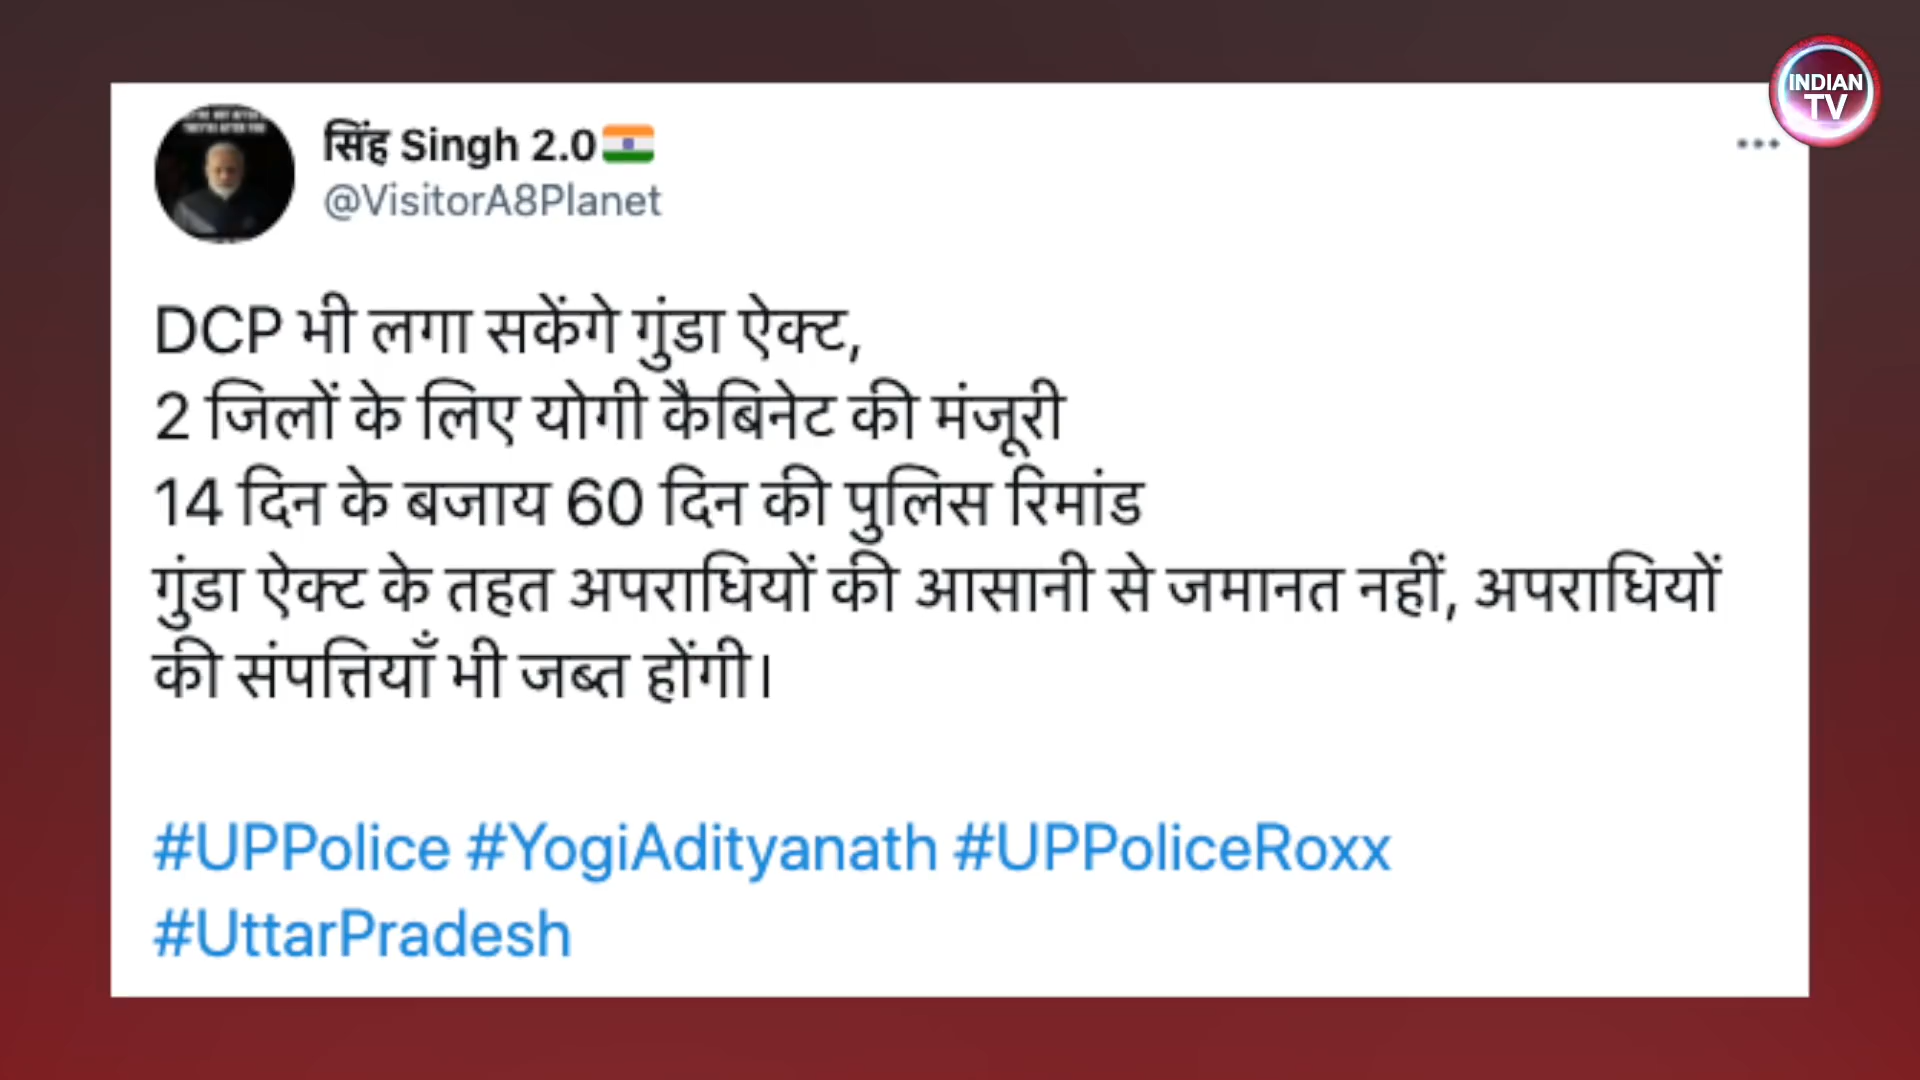 INDIAN
TV
सिंह Singh 2.0
@VisitorA8Planet
DCP भी लगा सकेंगे गुंडा ऐक्ट,
2 जिलों के लिए योगी कैबिनेट की मंजूरी
14 दिन के बजाय 60 दिन की पुलिस रिमांड
गुंडा ऐक्ट के तहत अपराधियों की आसानी से जमानत नहीं, अपराधियों
की संपत्तियाँ भी जब्त होंगी।
#UPPolice #YogiAdityanath #UPPoliceRoxx
#UttarPradesh